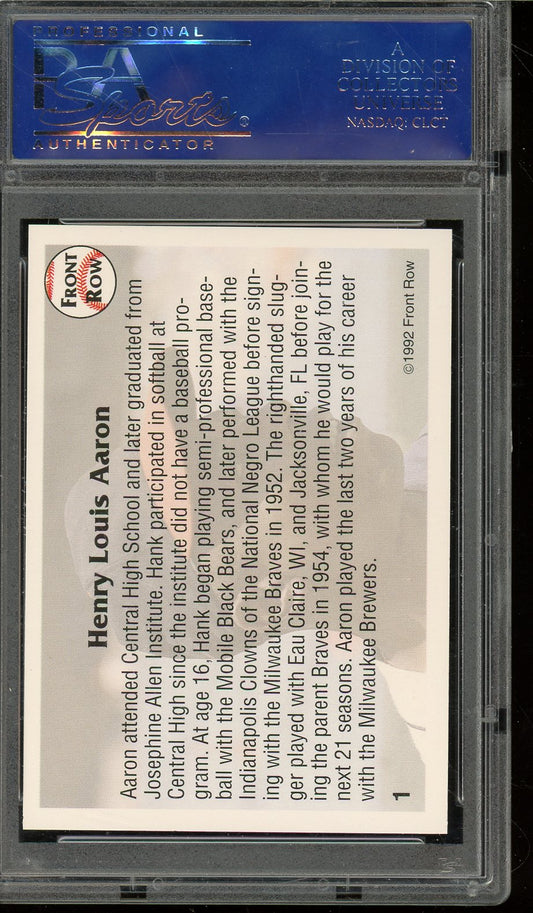 PROFESSIONAL
PSA
Sports®
AUTHENTICATOR
A
DIVISION OF
COLLECTORS
UNIVERSE
NASDAQ: CLCT
FRONT
ROW
Henry Louis Aaron
Aaron attended Central High School and later graduated from
Josephine Allen Institute. Hank participated in softball at
Central High since the institute did not have a baseball pro-
gram. At age 16, Hank began playing semi-professional base-
ball with the Mobile Black Bears, and later performed with the
Indianapolis Clowns of the National Negro League before sign-
ing with the Milwaukee Braves in 1952. The righthanded slug-
ger played with Eau Claire, WI, and Jacksonville, FL before join-
ing the parent Braves in 1954, with whom he would play for the
next 21 seasons. Aaron played the last two years of his career
with the Milwaukee Brewers.
1
©1992 Front Row